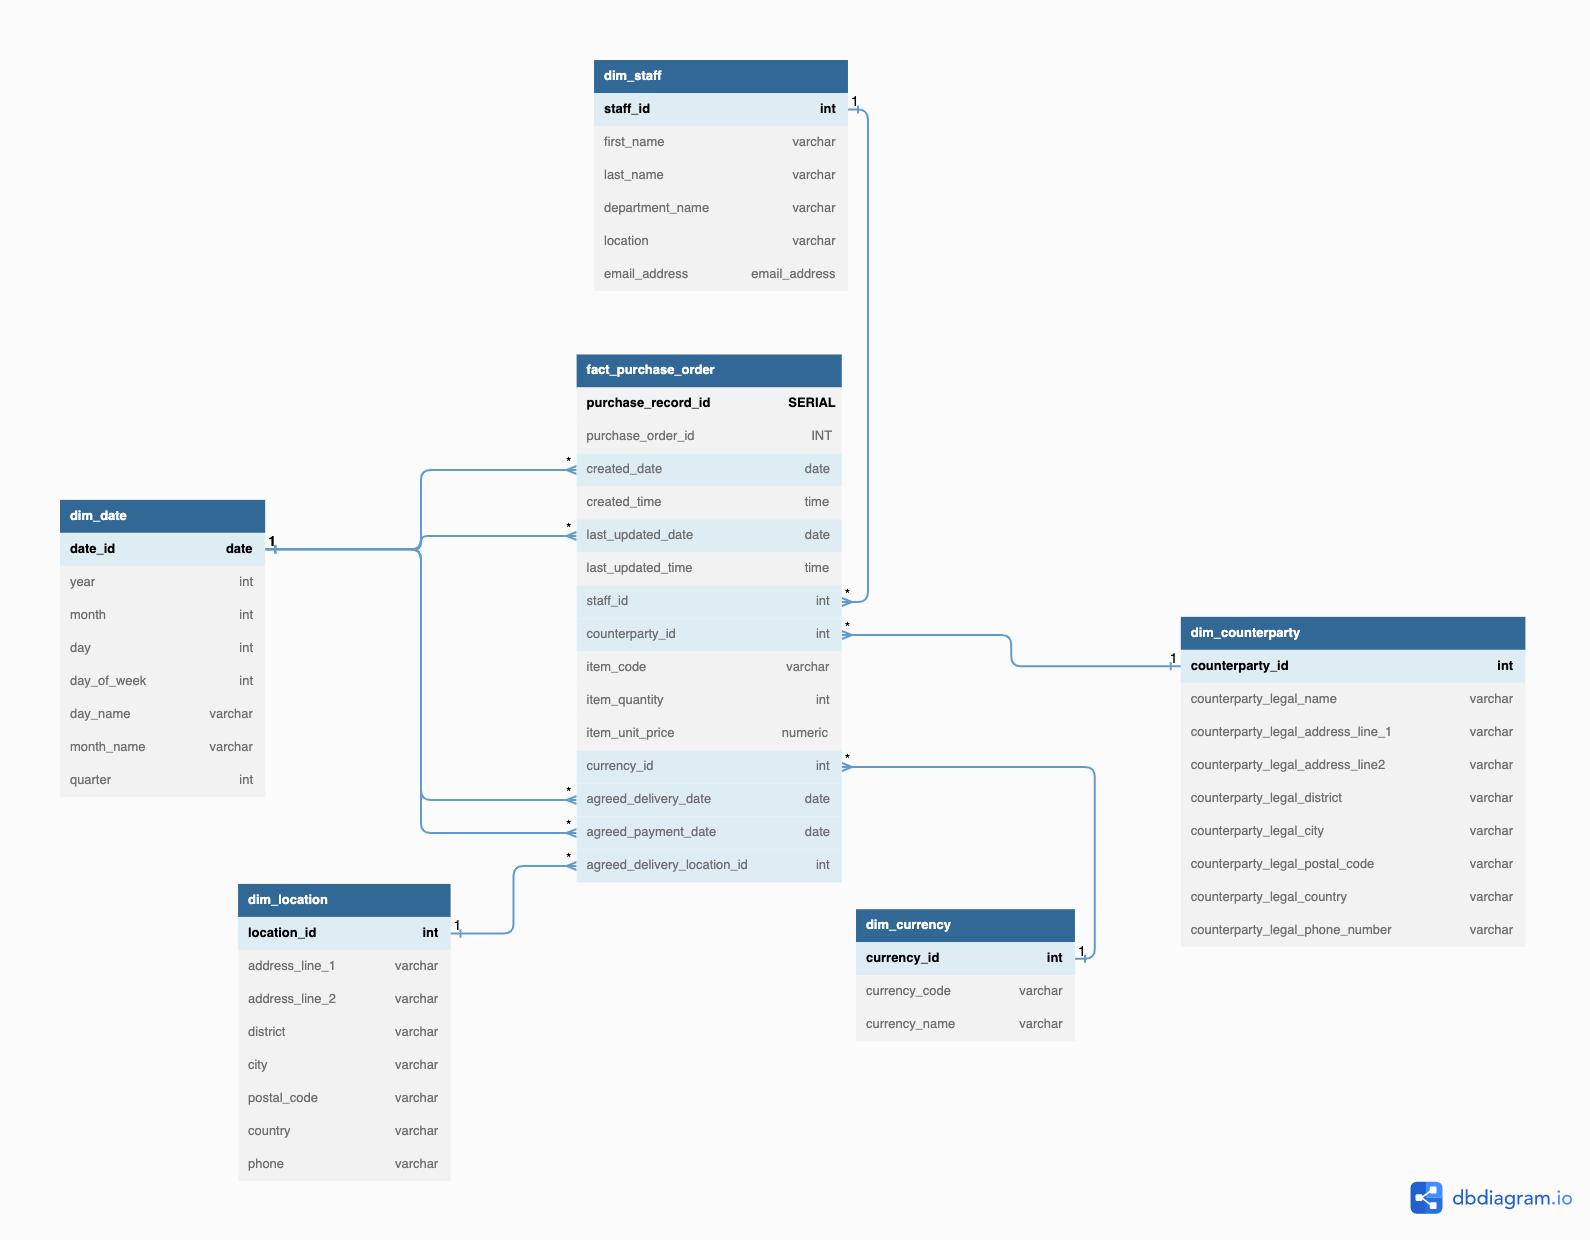 dim_staff
staff_id int
first_name varchar
last_name varchar
department_name varchar
location varchar
email_address email_address
1
fact_purchase_order
purchase_record_id SERIAL
purchase_order_id INT
* created_date date
created_time time
* last_updated_date date
last_updated_time time
staff_id int *
counterparty_id int *
item_code varchar
item_quantity int
item_unit_price numeric
currency_id int *
* agreed_delivery_date date
* agreed_payment_date date
* agreed_delivery_location_id int
dim_date
date_id date 1
year int
month int
day int
day_of_week int
day_name varchar
month_name varchar
quarter int
dim_counterparty
1 counterparty_id int
counterparty_legal_name varchar
counterparty_legal_address_line_1 varchar
counterparty_legal_address_line2 varchar
counterparty_legal_district varchar
counterparty_legal_city varchar
counterparty_legal_postal_code varchar
counterparty_legal_country varchar
counterparty_legal_phone_number varchar
dim_location
location_id int 1
address_line_1 varchar
address_line_2 varchar
district varchar
city varchar
postal_code varchar
country varchar
phone varchar
dim_currency
currency_id int 1
currency_code varchar
currency_name varchar
dbdiagram.io